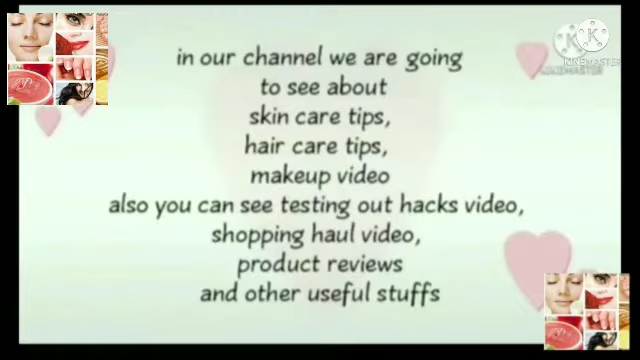 in our channel we are going
to see about
skin care tips,
hair care tips,
makeup video
also you can see testing out hacks video,
shopping haul video,
product reviews
and other useful stuffs
KINEMASTER
KINEMASTER